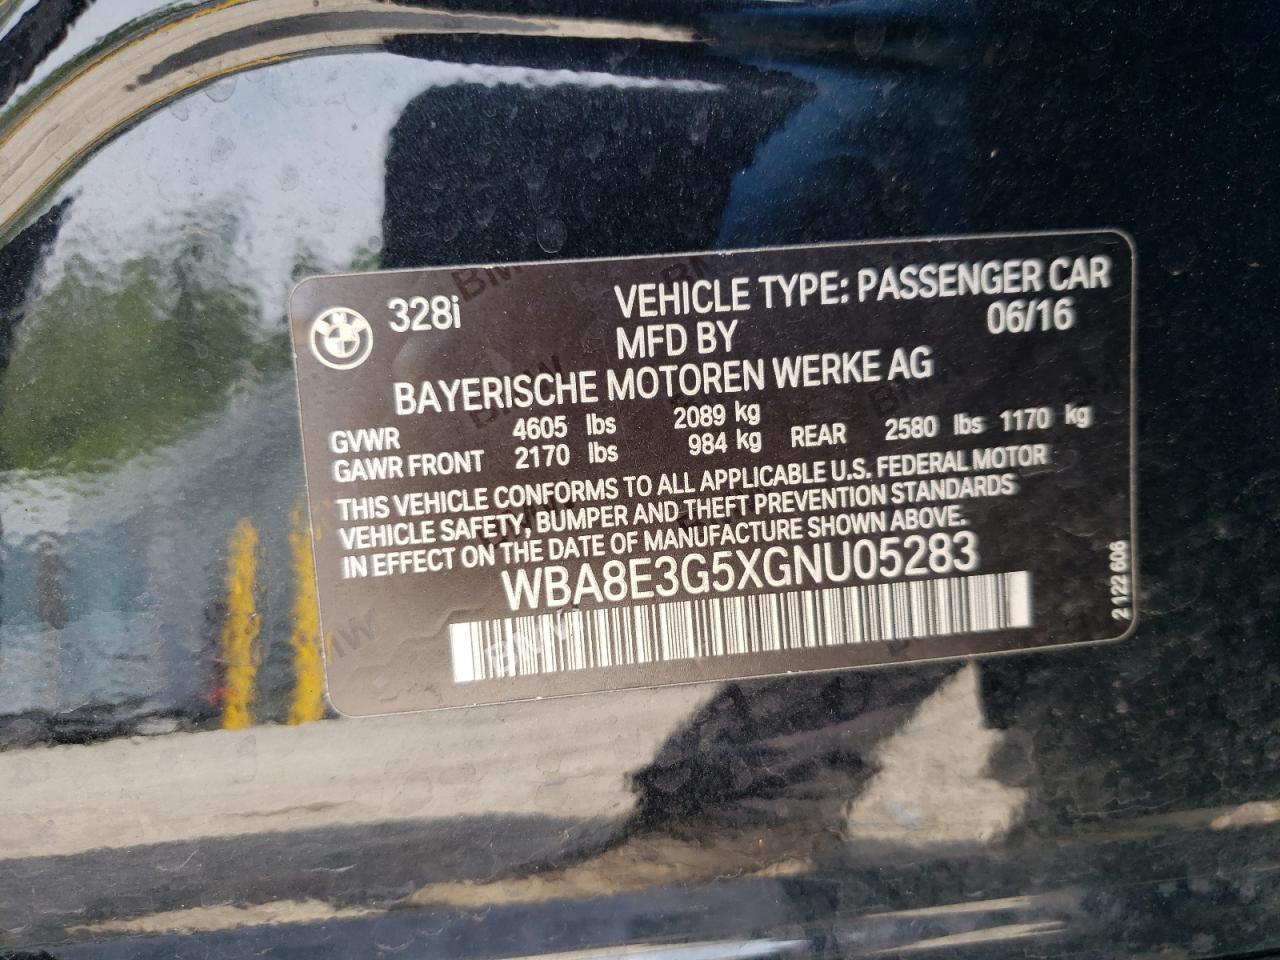 328i VEHICLE TYPE: PASSENGER CAR
MFD BY 06/16
BAYERISCHE MOTOREN WERKE AG
GVWR 4605 lbs 2089 kg
GAWR FRONT 2170 lbs 984 kg REAR 2580 lbs 1170 kg
THIS VEHICLE CONFORMS TO ALL APPLICABLE U.S. FEDERAL MOTOR
VEHICLE SAFETY, BUMPER AND THEFT PREVENTION STANDARDS
IN EFFECT ON THE DATE OF MANUFACTURE SHOWN ABOVE.
WBA8E3G5XGNU05283
2 122 606